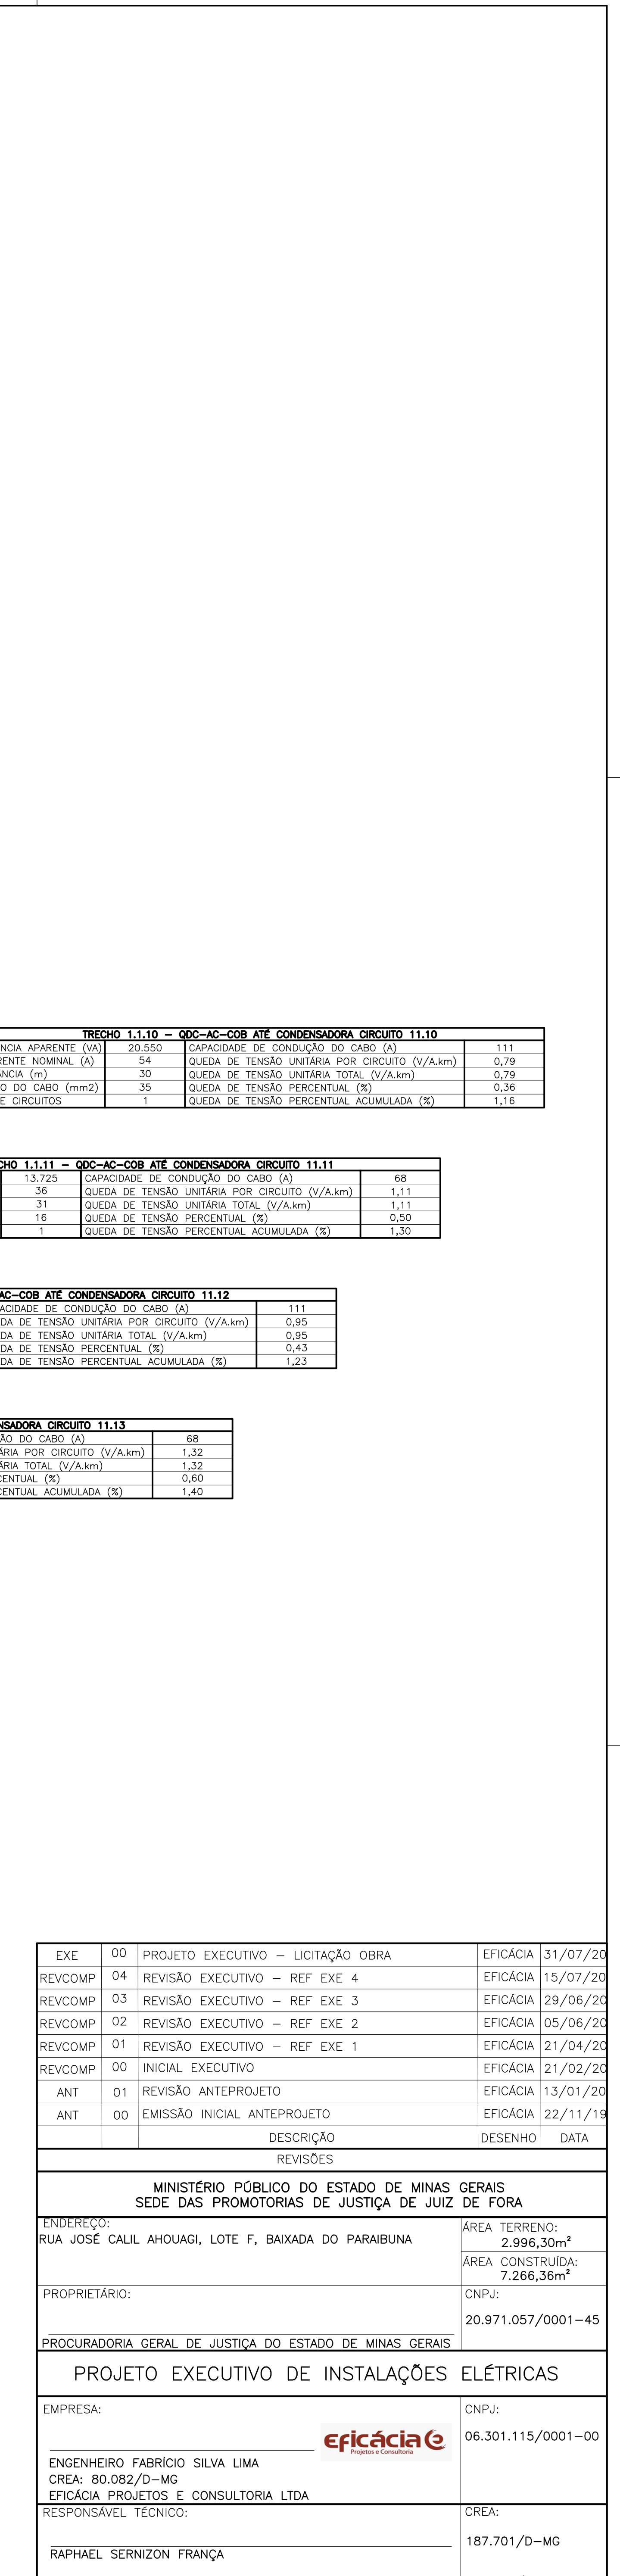 TRECHO 1.1.10 – QDC–AC–COB ATÉ CONDENSADORA CIRCUITO 11.10
NCIA APARENTE (VA) 20.550 CAPACIDADE DE CONDUÇÃO DO CABO (A) 111
RENTE NOMINAL (A) 54 QUEDA DE TENSÃO UNITÁRIA POR CIRCUITO (V/A.km) 0,79
NCIA (m) 30 QUEDA DE TENSÃO UNITÁRIA TOTAL (V/A.km) 0,79
O DO CABO (mm2) 35 QUEDA DE TENSÃO PERCENTUAL (%) 0,36
E CIRCUITOS 1 QUEDA DE TENSÃO PERCENTUAL ACUMULADA (%) 1,16
CHO 1.1.11 – QDC–AC–COB ATÉ CONDENSADORA CIRCUITO 11.11
13.725 CAPACIDADE DE CONDUÇÃO DO CABO (A) 68
36 QUEDA DE TENSÃO UNITÁRIA POR CIRCUITO (V/A.km) 1,11
31 QUEDA DE TENSÃO UNITÁRIA TOTAL (V/A.km) 1,11
16 QUEDA DE TENSÃO PERCENTUAL (%) 0,50
1 QUEDA DE TENSÃO PERCENTUAL ACUMULADA (%) 1,30
AC–COB ATÉ CONDENSADORA CIRCUITO 11.12
ACIDADE DE CONDUÇÃO DO CABO (A) 111
DA DE TENSÃO UNITÁRIA POR CIRCUITO (V/A.km) 0,95
DA DE TENSÃO UNITÁRIA TOTAL (V/A.km) 0,95
DA DE TENSÃO PERCENTUAL (%) 0,43
DA DE TENSÃO PERCENTUAL ACUMULADA (%) 1,23
NSADORA CIRCUITO 11.13
ÃO DO CABO (A) 68
ÁRIA POR CIRCUITO (V/A.km) 1,32
ÁRIA TOTAL (V/A.km) 1,32
CENTUAL (%) 0,60
CENTUAL ACUMULADA (%) 1,40
EXE 00 PROJETO EXECUTIVO – LICITAÇÃO OBRA EFICÁCIA 31/07/20
REVCOMP 04 REVISÃO EXECUTIVO – REF EXE 4 EFICÁCIA 15/07/20
REVCOMP 03 REVISÃO EXECUTIVO – REF EXE 3 EFICÁCIA 29/06/20
REVCOMP 02 REVISÃO EXECUTIVO – REF EXE 2 EFICÁCIA 05/06/20
REVCOMP 01 REVISÃO EXECUTIVO – REF EXE 1 EFICÁCIA 21/04/20
REVCOMP 00 INICIAL EXECUTIVO EFICÁCIA 21/02/20
ANT 01 REVISÃO ANTEPROJETO EFICÁCIA 13/01/20
ANT 00 EMISSÃO INICIAL ANTEPROJETO EFICÁCIA 22/11/19
DESCRIÇÃO DESENHO DATA
REVISÕES
MINISTÉRIO PÚBLICO DO ESTADO DE MINAS GERAIS
SEDE DAS PROMOTORIAS DE JUSTIÇA DE JUIZ DE FORA
ENDEREÇO:
RUA JOSÉ CALIL AHOUAGI, LOTE F, BAIXADA DO PARAIBUNA
ÁREA TERRENO:
2.996,30m²
ÁREA CONSTRUÍDA:
7.266,36m²
PROPRIETÁRIO:
PROCURADORIA GERAL DE JUSTIÇA DO ESTADO DE MINAS GERAIS
CNPJ:
20.971.057/0001–45
PROJETO EXECUTIVO DE INSTALAÇÕES ELÉTRICAS
EMPRESA:
eficácia
Projetos e Consultoria
ENGENHEIRO FABRÍCIO SILVA LIMA
CREA: 80.082/D–MG
EFICÁCIA PROJETOS E CONSULTORIA LTDA
CNPJ:
06.301.115/0001–00
RESPONSÁVEL TÉCNICO:
RAPHAEL SERNIZON FRANÇA
CREA:
187.701/D–MG